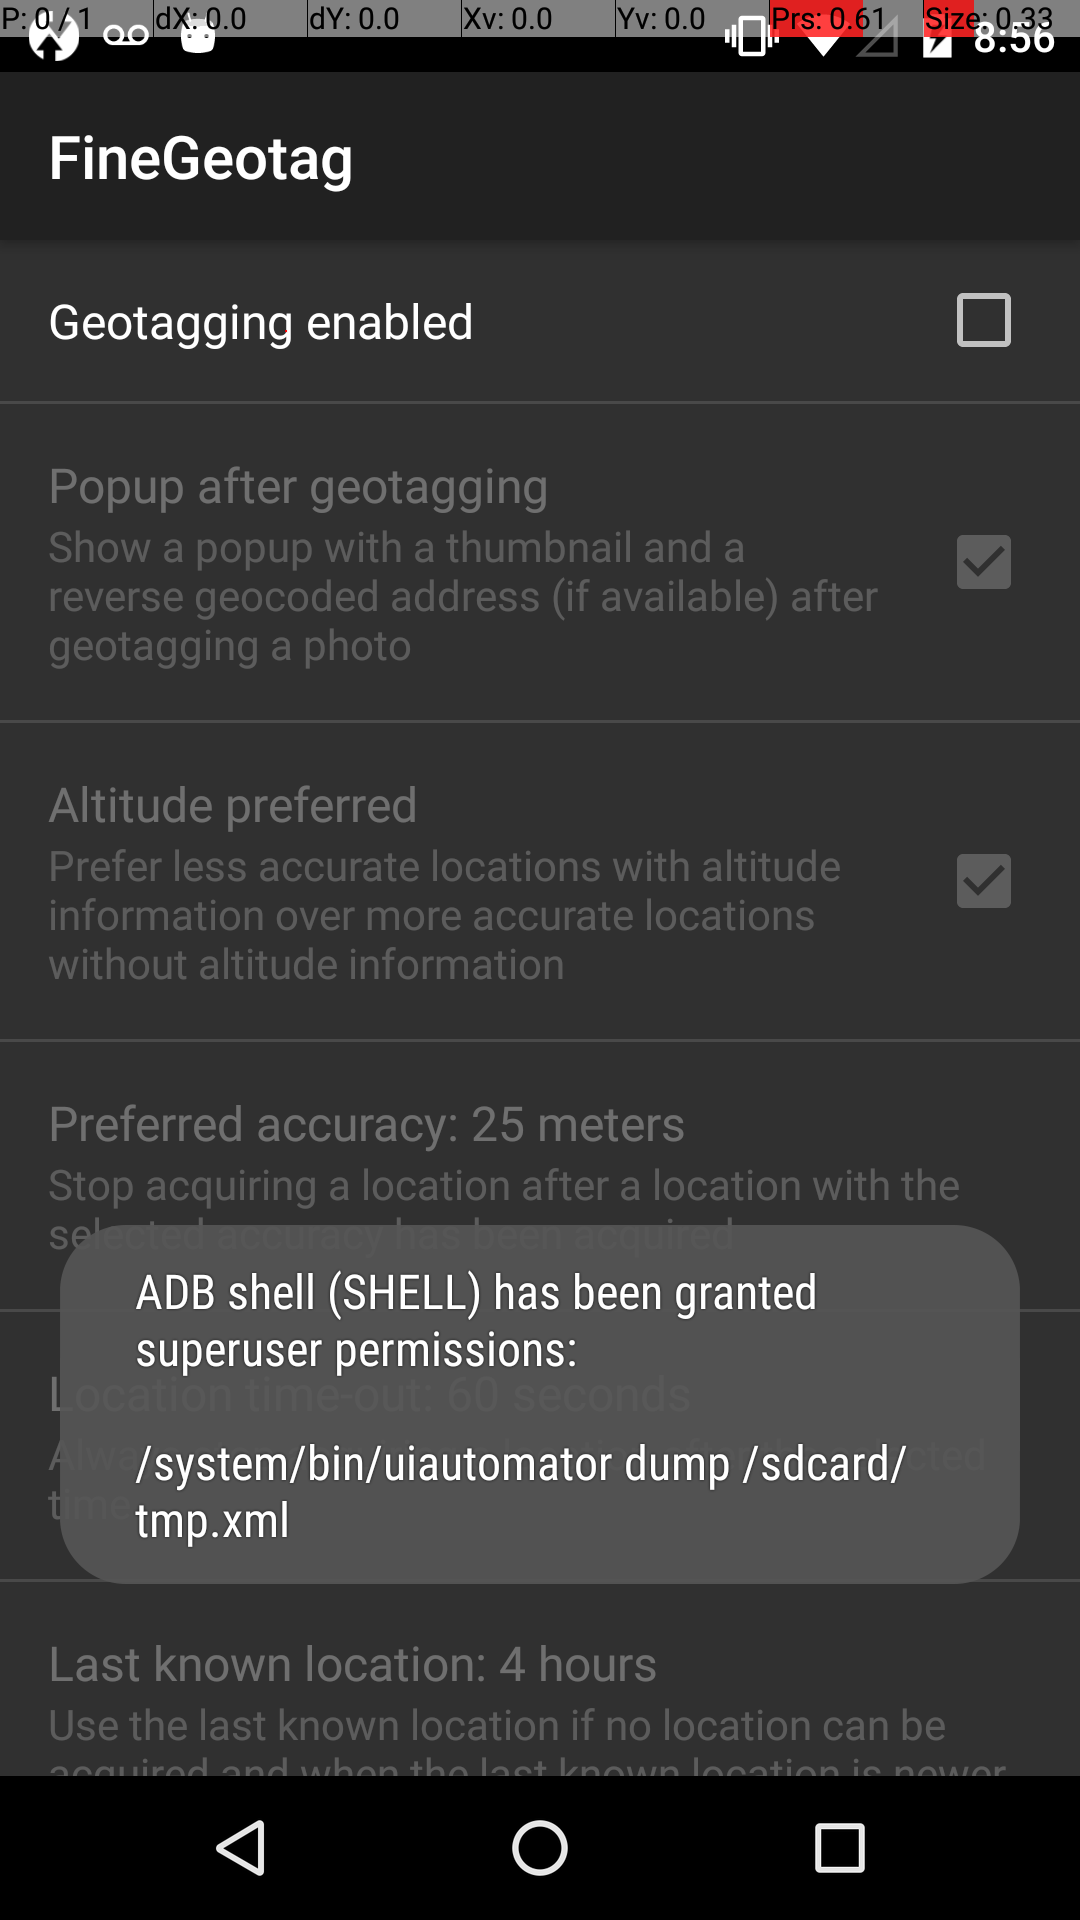 P: 0 / 1 dX: 0.0 dY: 0.0 Xv: 0.0 Yv: 0.0 Prs: 0.61 Size: 0.33
8:56
FineGeotag
Geotagging enabled
Popup after geotagging
Show a popup with a thumbnail and a
reverse geocoded address (if available) after
geotagging a photo
Altitude preferred
Prefer less accurate locations with altitude
information over more accurate locations
without altitude information
Preferred accuracy: 25 meters
Stop acquiring a location after a location with the
selected accuracy has been acquired
ADB shell (SHELL) has been granted
superuser permissions:
Location time-out: 60 seconds
/system/bin/uiautomator dump /sdcard/
tmp.xml
Last known location: 4 hours
Use the last known location if no location can be
acquired and when the last known location is newer